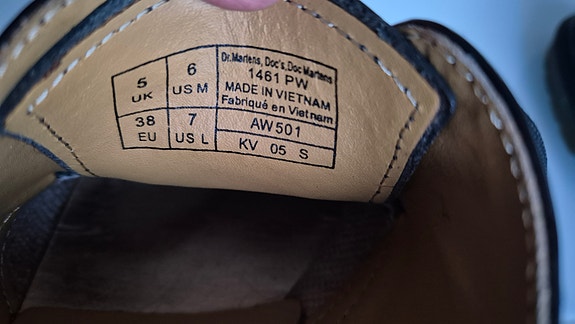 5
UK
6
US M
38
EU
7
US L
Dr.Martens, Doc's, Doc Martens
1461 PW
MADE IN VIETNAM
Fabriqué en Vietnam
AW501
KV 05 S